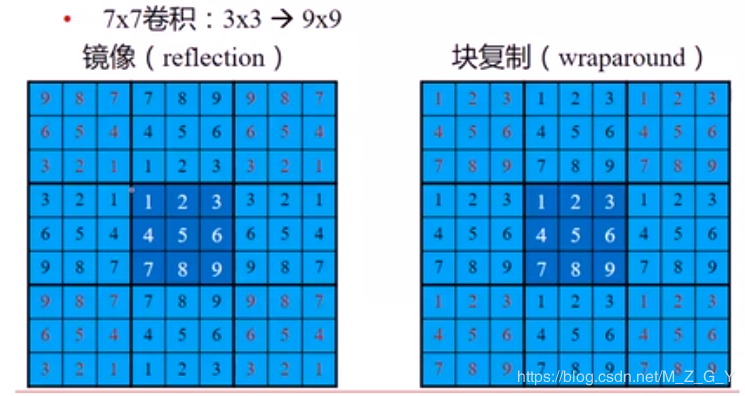 • 7x7卷积：3x3 → 9x9
镜像（reflection） 块复制（wraparound）
9 8 7 7 8 9 9 8 7 1 2 3 1 2 3 1 2 3
6 5 4 4 5 6 6 5 4 4 5 6 4 5 6 4 5 6
3 2 1 1 2 3 3 2 1 7 8 9 7 8 9 7 8 9
3 2 1 1 2 3 3 2 1 1 2 3 1 2 3 1 2 3
6 5 4 4 5 6 6 5 4 4 5 6 4 5 6 4 5 6
9 8 7 7 8 9 9 8 7 7 8 9 7 8 9 7 8 9
9 8 7 7 8 9 9 8 7 1 2 3 1 2 3 1 2 3
6 5 4 4 5 6 6 5 4 4 5 6 4 5 6 4 5 6
3 2 1 1 2 3 3 2 1 7 8 9 7 8 9 7 8 9
https://blog.csdn.net/M_Z_G_Y